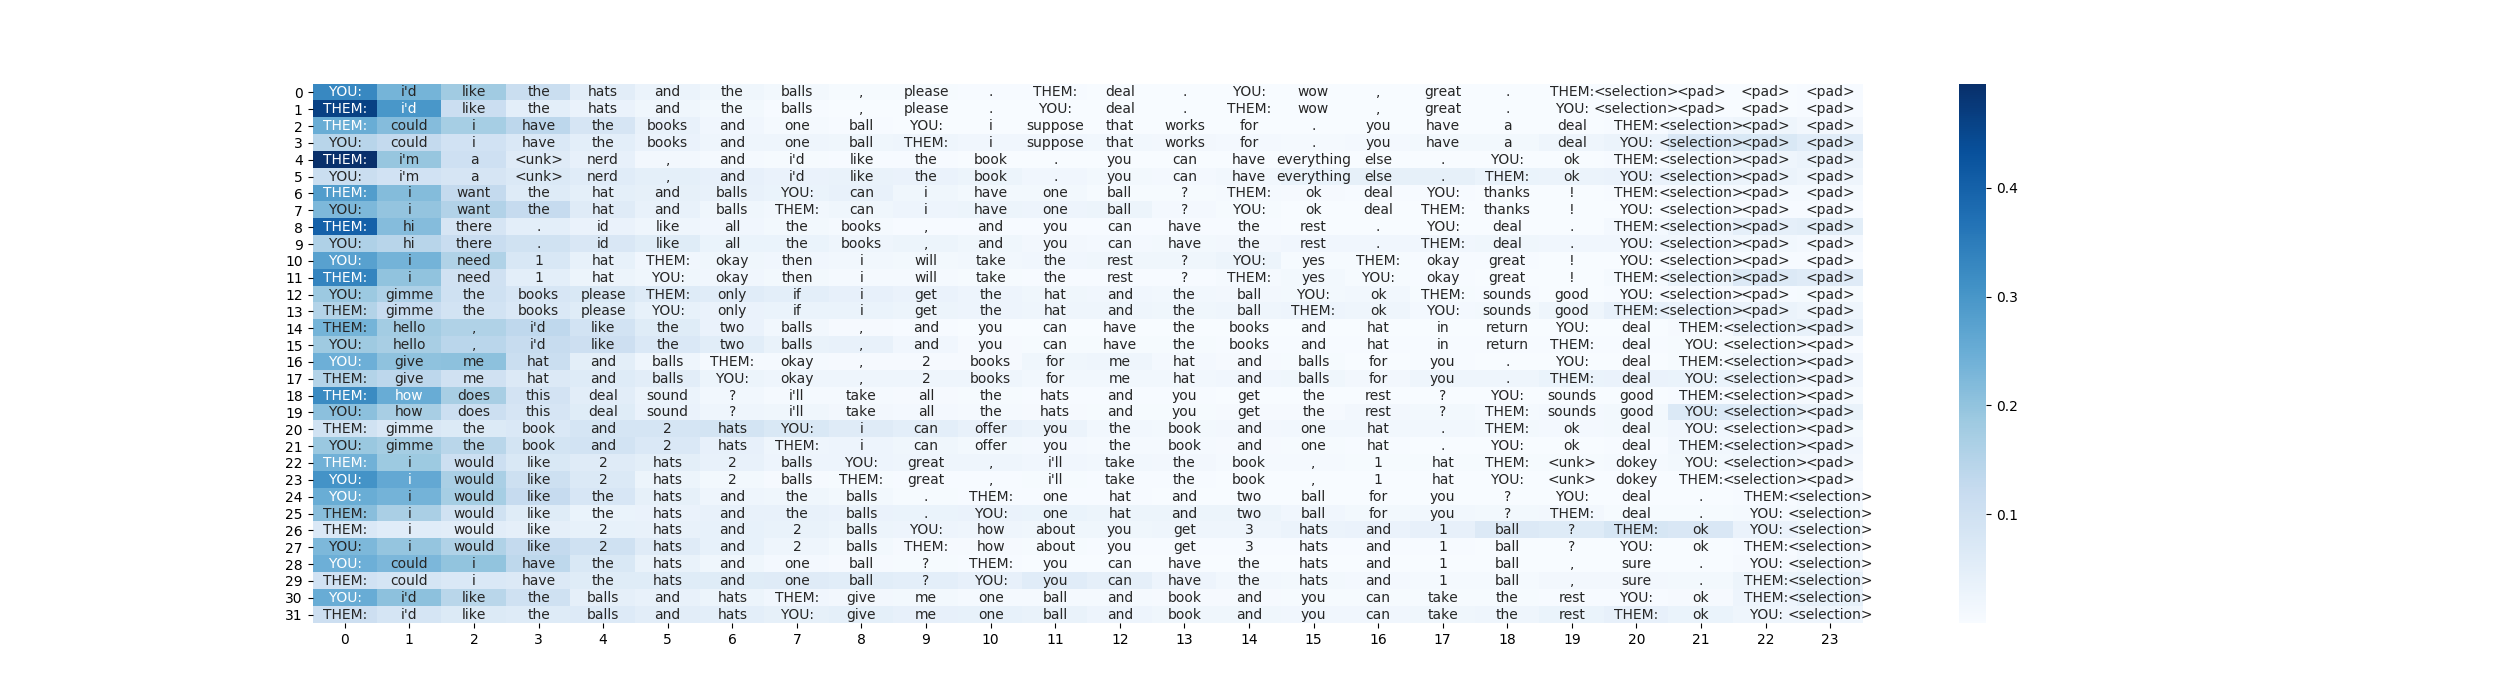 0 YOU: i'd like the hats and the balls , please . THEM: deal . YOU: wow , great . THEM: <selection> <pad> <pad> <pad>
1 THEM: i'd like the hats and the balls , please . YOU: deal . THEM: wow , great . YOU: <selection> <pad> <pad> <pad>
2 THEM: could i have the books and one ball YOU: i suppose that works for . you have a deal THEM: <selection> <pad> <pad>
3 YOU: could i have the books and one ball THEM: i suppose that works for . you have a deal YOU: <selection> <pad> <pad>
4 THEM: i'm a <unk> nerd , and i'd like the book . you can have everything else . YOU: ok THEM: <selection> <pad> <pad>
5 YOU: i'm a <unk> nerd , and i'd like the book . you can have everything else . THEM: ok YOU: <selection> <pad> <pad>
6 THEM: i want the hat and balls YOU: can i have one ball ? THEM: ok deal YOU: thanks ! THEM: <selection> <pad> <pad>
7 YOU: i want the hat and balls THEM: can i have one ball ? YOU: ok deal THEM: thanks ! YOU: <selection> <pad> <pad>
8 THEM: hi there . id like all the books , and you can have the rest . YOU: deal . THEM: <selection> <pad> <pad>
9 YOU: hi there . id like all the books , and you can have the rest . THEM: deal . YOU: <selection> <pad> <pad>
10 YOU: i need 1 hat THEM: okay then i will take the rest ? YOU: yes THEM: okay great ! YOU: <selection> <pad> <pad>
11 THEM: i need 1 hat YOU: okay then i will take the rest ? THEM: yes YOU: okay great ! THEM: <selection> <pad> <pad>
12 YOU: gimme the books please THEM: only if i get the hat and the ball YOU: ok THEM: sounds good YOU: <selection> <pad> <pad>
13 THEM: gimme the books please YOU: only if i get the hat and the ball THEM: ok YOU: sounds good THEM: <selection> <pad> <pad>
14 THEM: hello , i'd like the two balls , and you can have the books and hat in return YOU: deal THEM: <selection> <pad>
15 YOU: hello , i'd like the two balls , and you can have the books and hat in return THEM: deal YOU: <selection> <pad>
16 YOU: give me hat and balls THEM: okay , 2 books for me hat and balls for you . YOU: deal THEM: <selection> <pad>
17 THEM: give me hat and balls YOU: okay , 2 books for me hat and balls for you . THEM: deal YOU: <selection> <pad>
18 THEM: how does this deal sound ? i'll take all the hats and you get the rest ? YOU: sounds good THEM: <selection> <pad>
19 YOU: how does this deal sound ? i'll take all the hats and you get the rest ? THEM: sounds good YOU: <selection> <pad>
20 THEM: gimme the book and 2 hats YOU: i can offer you the book and one hat . THEM: ok deal YOU: <selection> <pad>
21 YOU: gimme the book and 2 hats THEM: i can offer you the book and one hat . YOU: ok deal THEM: <selection> <pad>
22 THEM: i would like 2 hats 2 balls YOU: great , i'll take the book , 1 hat THEM: <unk> dokey YOU: <selection> <pad>
23 YOU: i would like 2 hats 2 balls THEM: great , i'll take the book , 1 hat YOU: <unk> dokey THEM: <selection> <pad>
24 YOU: i would like the hats and the balls . THEM: one hat and two ball for you ? YOU: deal . THEM: <selection>
25 THEM: i would like the hats and the balls . YOU: one hat and two ball for you ? THEM: deal . YOU: <selection>
26 THEM: i would like 2 hats and 2 balls YOU: how about you get 3 hats and 1 ball ? THEM: ok YOU: <selection>
27 YOU: i would like 2 hats and 2 balls THEM: how about you get 3 hats and 1 ball ? YOU: ok THEM: <selection>
28 YOU: could i have the hats and one ball ? THEM: you can have the hats and 1 ball , sure . YOU: <selection>
29 THEM: could i have the hats and one ball ? YOU: you can have the hats and 1 ball , sure . THEM: <selection>
30 YOU: i'd like the balls and hats THEM: give me one ball and book and you can take the rest YOU: ok THEM: <selection>
31 THEM: i'd like the balls and hats YOU: give me one ball and book and you can take the rest THEM: ok YOU: <selection>
0 1 2 3 4 5 6 7 8 9 10 11 12 13 14 15 16 17 18 19 20 21 22 23
0.4
0.3
0.2
0.1